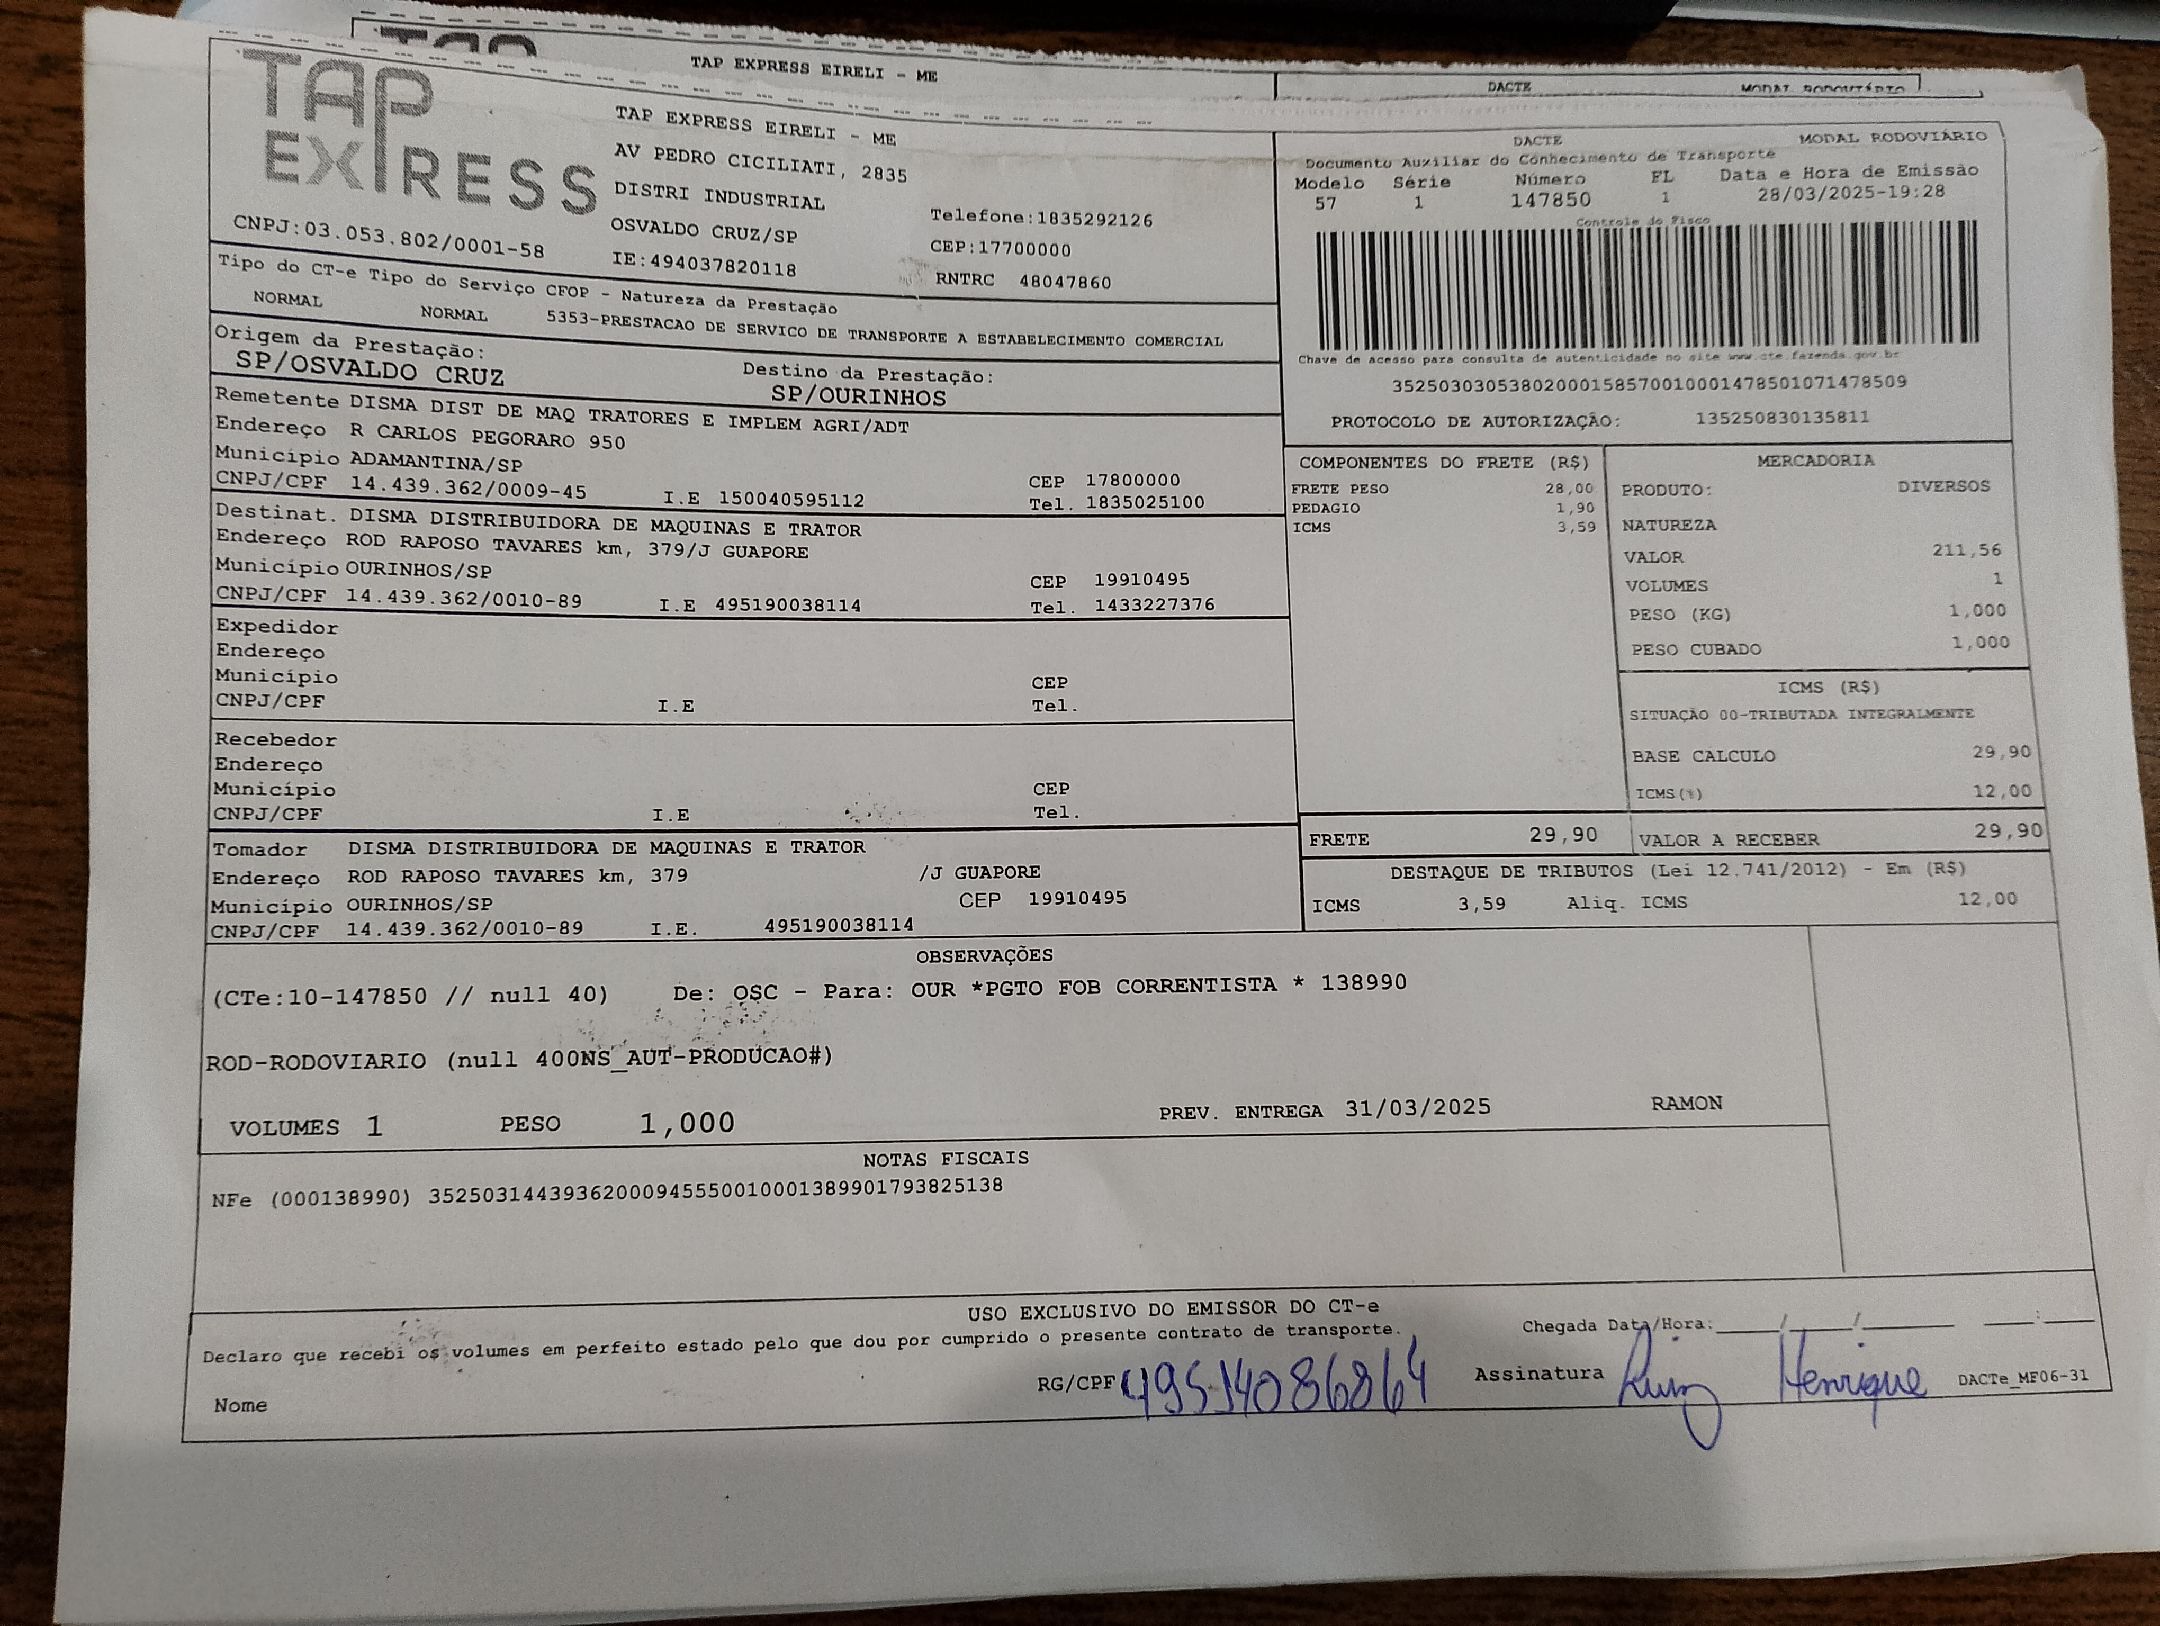 TAP EXPRESS EIRELI - ME
DACTE MODAL RODOVIÁRIO
TAP
EXPRESS
CNPJ:03.053.802/0001-58
TAP EXPRESS EIRELI - ME
AV PEDRO CICILIATI, 2835
DISTRI INDUSTRIAL
OSVALDO CRUZ/SP
IE:494037820118
Telefone:1835292126
CEP:17700000
RNTRC 48047860
DACTE MODAL RODOVIÁRIO
Documento Auxiliar do Conhecimento de Transporte
Modelo Série Número FL Data e Hora de Emissão
57 1 147850 1 28/03/2025-19:28
Controle do Fisco
Chave de acesso para consulta de autenticidade no site www.cte.fazenda.gov.br
35250303053802000158570010001478501071478509
PROTOCOLO DE AUTORIZAÇÃO: 135250830135811
Tipo do CT-e Tipo do Serviço CFOP - Natureza da Prestação
NORMAL NORMAL 5353-PRESTACAO DE SERVICO DE TRANSPORTE A ESTABELECIMENTO COMERCIAL
Origem da Prestação:
SP/OSVALDO CRUZ
Destino da Prestação:
SP/OURINHOS
Remetente DISMA DIST DE MAQ TRATORES E IMPLEM AGRI/ADT
Endereço R CARLOS PEGORARO 950
Município ADAMANTINA/SP CEP 17800000
CNPJ/CPF 14.439.362/0009-45 I.E 150040595112 Tel. 1835025100
Destinat. DISMA DISTRIBUIDORA DE MAQUINAS E TRATOR
Endereço ROD RAPOSO TAVARES km, 379/J GUAPORE
Município OURINHOS/SP CEP 19910495
CNPJ/CPF 14.439.362/0010-89 I.E 495190038114 Tel. 1433227376
Expedidor
Endereço
Município CEP
CNPJ/CPF I.E Tel.
Recebedor
Endereço
Município CEP
CNPJ/CPF I.E Tel.
Tomador DISMA DISTRIBUIDORA DE MAQUINAS E TRATOR
Endereço ROD RAPOSO TAVARES km, 379 /J GUAPORE
Município OURINHOS/SP CEP 19910495
CNPJ/CPF 14.439.362/0010-89 I.E. 495190038114
COMPONENTES DO FRETE (R$)
FRETE PESO 28,00
PEDAGIO 1,90
ICMS 3,59
MERCADORIA
PRODUTO: DIVERSOS
NATUREZA
VALOR 211,56
VOLUMES 1
PESO (KG) 1,000
PESO CUBADO 1,000
ICMS (R$)
SITUAÇÃO 00-TRIBUTADA INTEGRALMENTE
BASE CALCULO 29,90
ICMS(%) 12,00
FRETE 29,90 VALOR A RECEBER 29,90
DESTAQUE DE TRIBUTOS (Lei 12.741/2012) - Em (R$)
ICMS 3,59 Aliq. ICMS 12,00
OBSERVAÇÕES
(CTe:10-147850 // null 40) De: OSC - Para: OUR *PGTO FOB CORRENTISTA * 138990
ROD-RODOVIARIO (null 400NS_AUT-PRODUCAO#)
VOLUMES 1 PESO 1,000 PREV. ENTREGA 31/03/2025 RAMON
NOTAS FISCAIS
NFe (000138990) 35250314439362000945550010001389901793825138
USO EXCLUSIVO DO EMISSOR DO CT-e
Declaro que recebi os volumes em perfeito estado pelo que dou por cumprido o presente contrato de transporte. Chegada Data/Hora:____/____/________ ____:____
Nome RG/CPF 49514086864 Assinatura Luiz Henrique DACTe_MF06-31